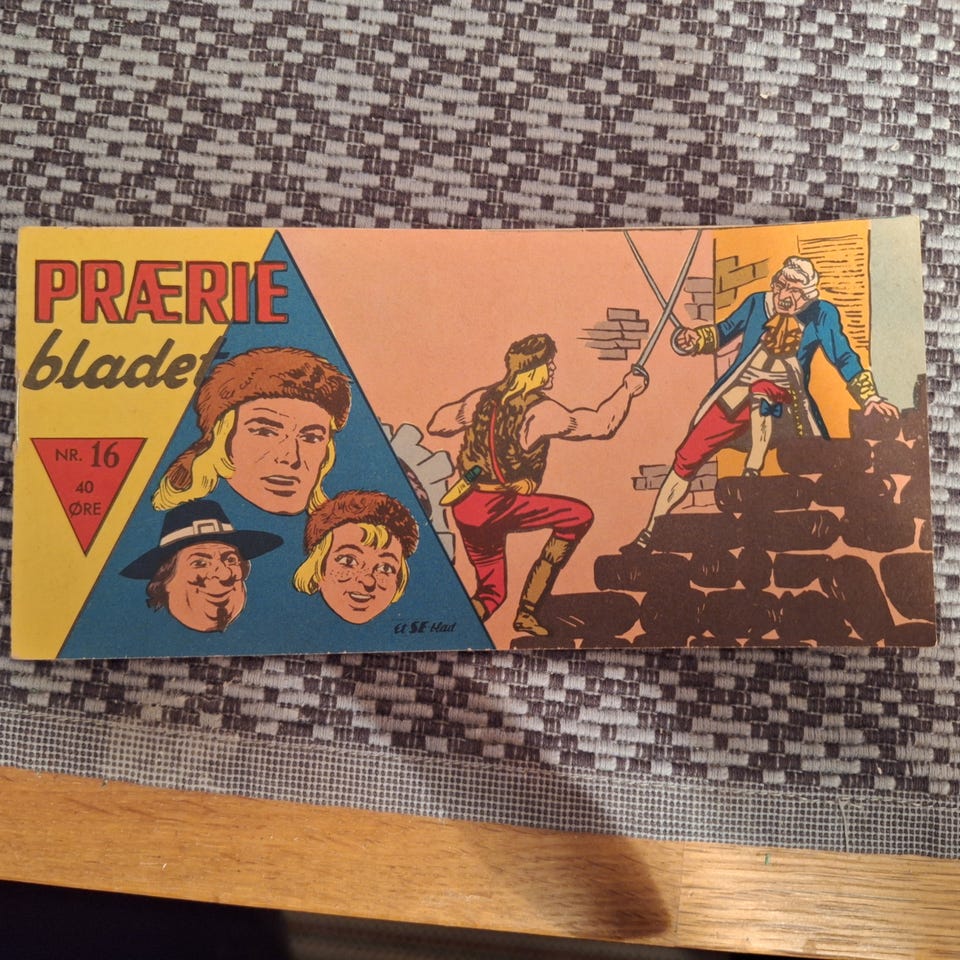 PRÆRIE
bladet
NR. 16
40
ØRE
Et SE-blad